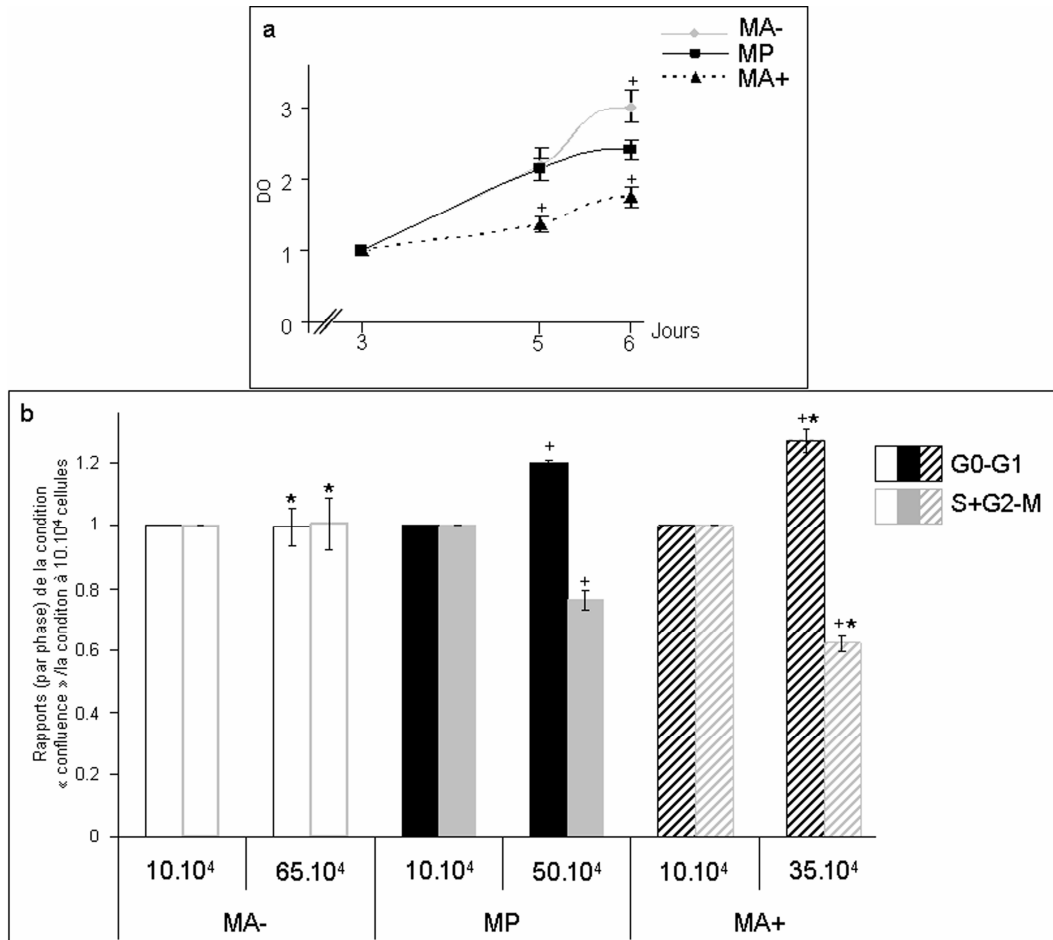 a
MA-
MP
MA+
DO
3
2
1
0
3
5
6
Jours
+
+
+
b
Rapports (par phase) de la condition
« confluence » /la conditon à 10.10⁴ cellules
1.2
1
0.8
0.6
0.4
0.2
0
*
*
+
+
+*
+*
G0-G1
S+G2-M
10.10⁴
65.10⁴
10.10⁴
50.10⁴
10.10⁴
35.10⁴
MA-
MP
MA+